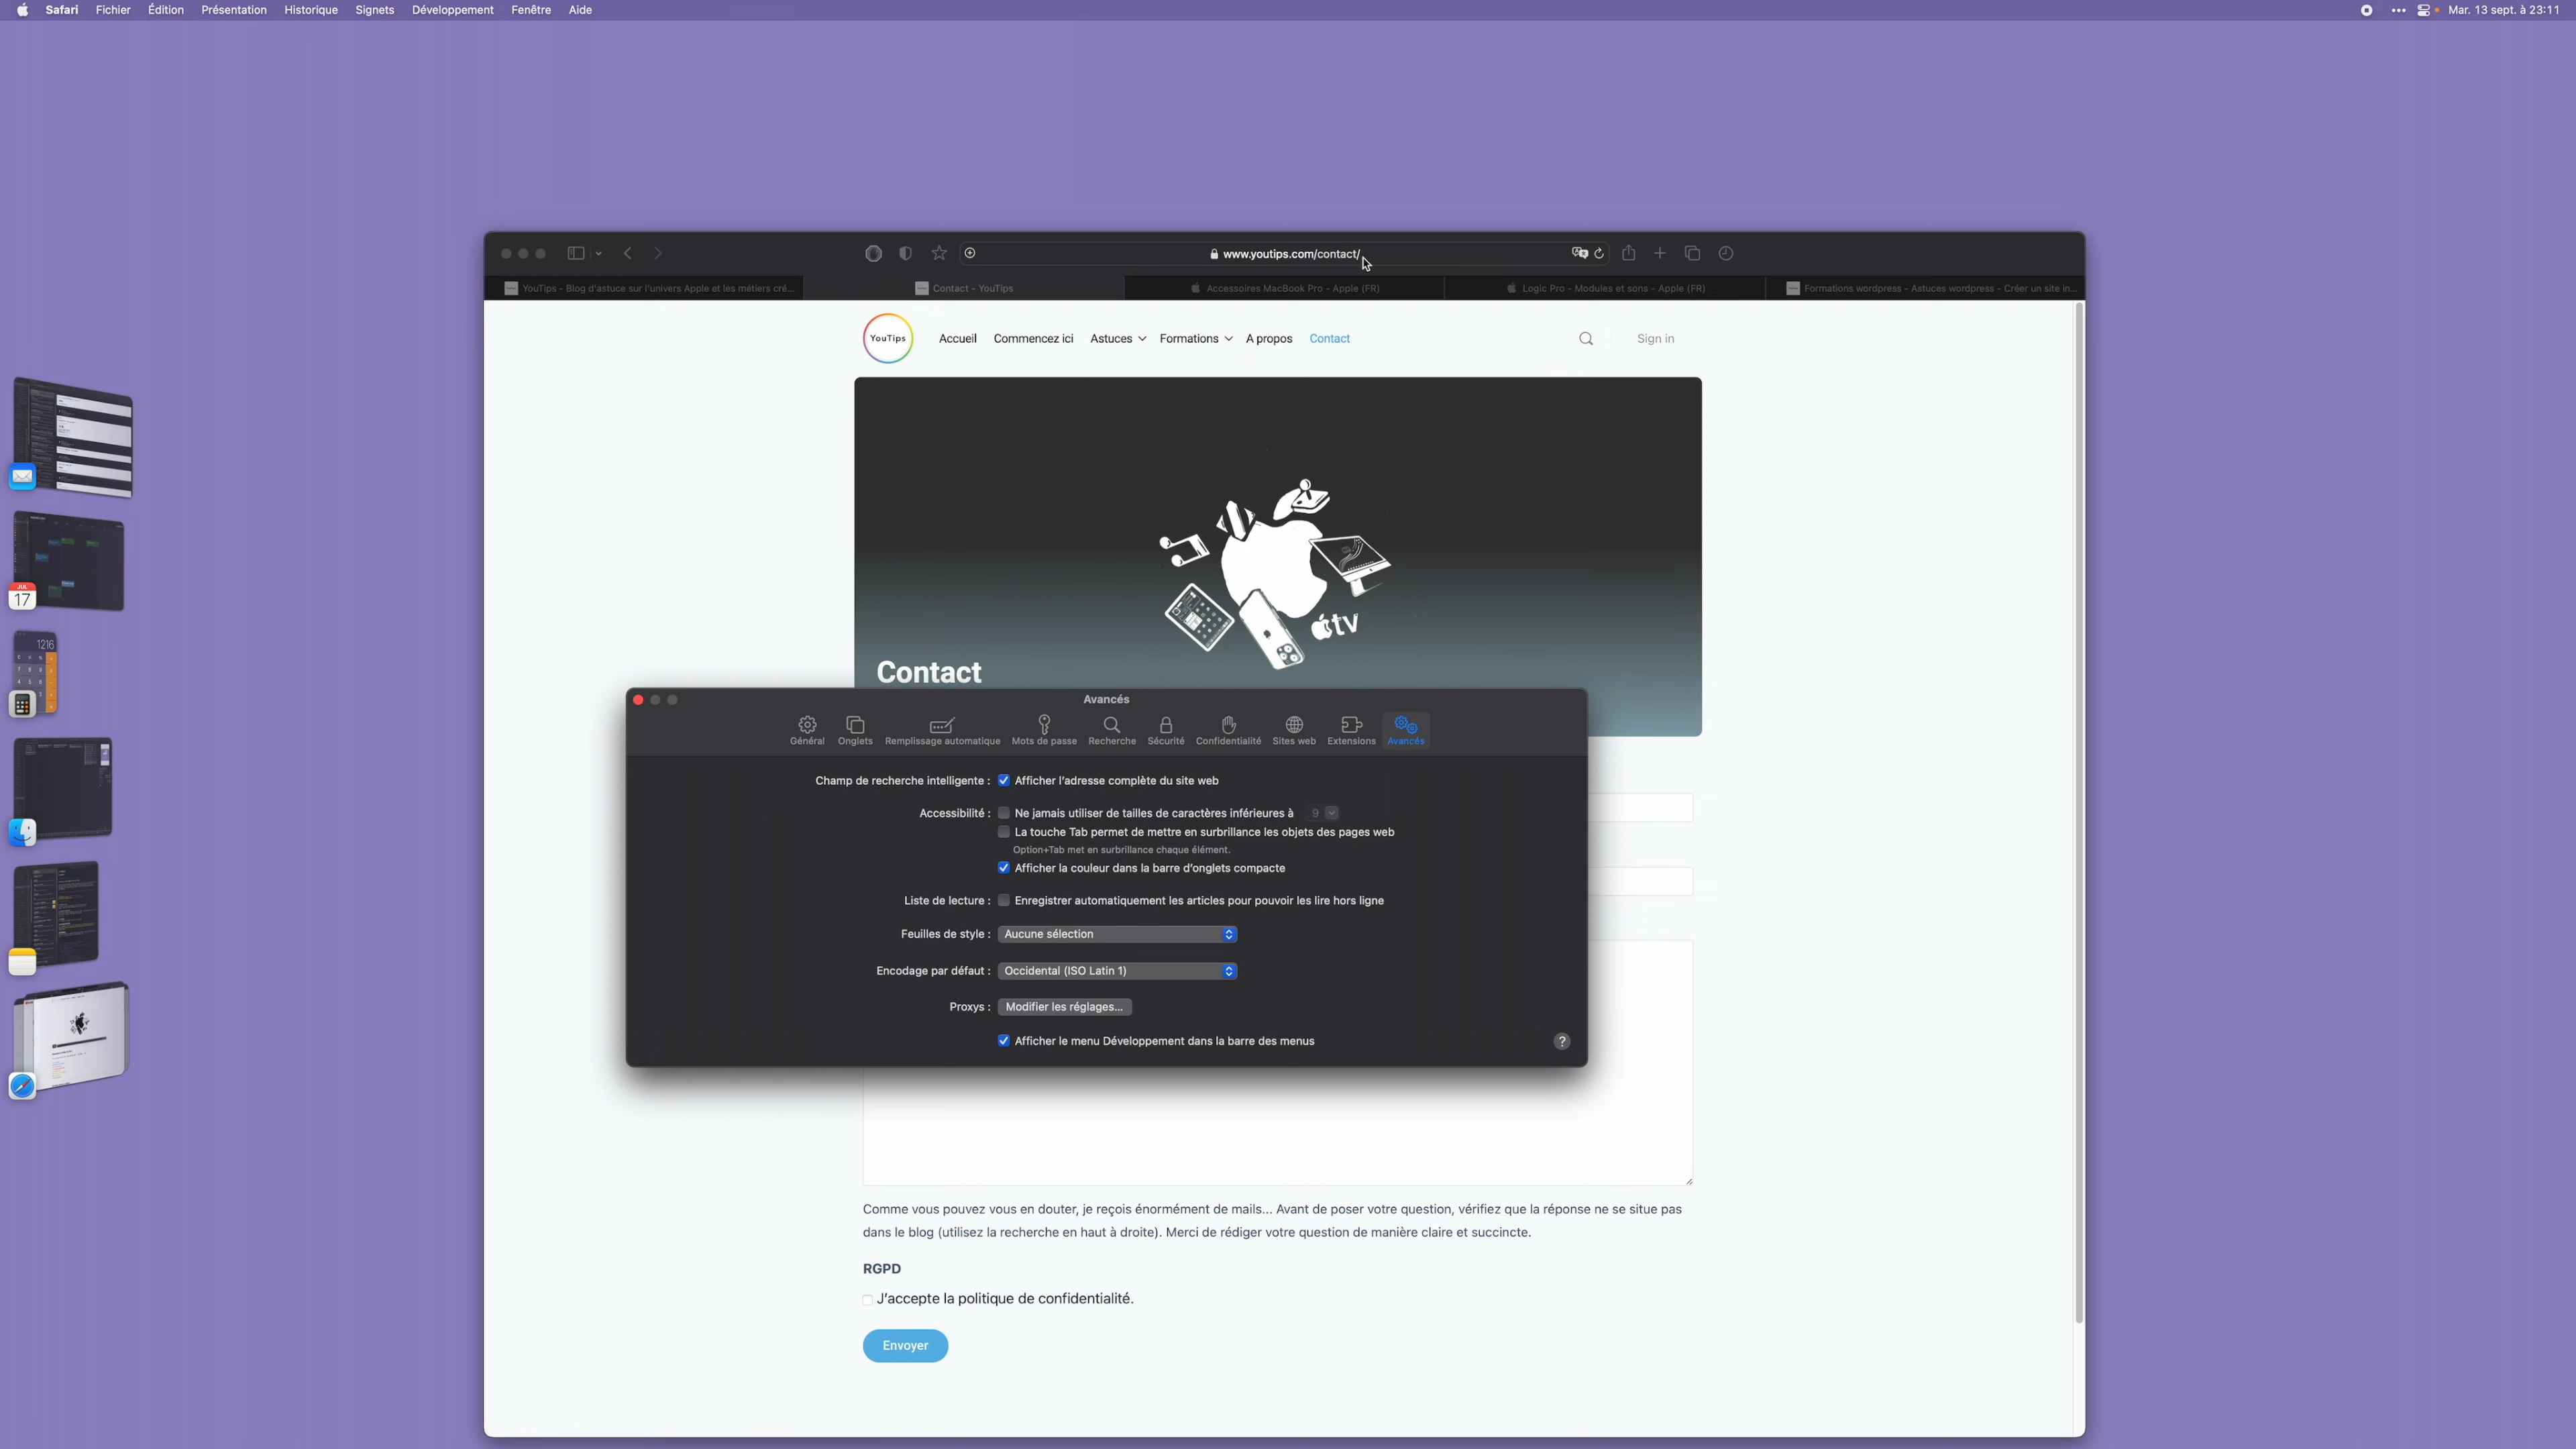 Safari Fichier Édition Présentation Historique Signets Développement Fenêtre Aide
Mar. 13 sept. à 23:11
www.youtips.com/contact/
YouTips - Blog d'astuce sur l'univers Apple et les métiers cré...
Contact - YouTips
Accessoires MacBook Pro - Apple (FR)
Logic Pro - Modules et sons - Apple (FR)
Formations wordpress - Astuces wordpress - Créer un site in...
YouTips
Accueil Commencez ici Astuces Formations A propos Contact
Sign in
tv
Contact
JUL
17
1216
Avancés
Général Onglets Remplissage automatique Mots de passe Recherche Sécurité Confidentialité Sites web Extensions Avancés
Champ de recherche intelligente : Afficher l'adresse complète du site web
Accessibilité : Ne jamais utiliser de tailles de caractères inférieures à 9
La touche Tab permet de mettre en surbrillance les objets des pages web
Option+Tab met en surbrillance chaque élément.
Afficher la couleur dans la barre d'onglets compacte
Liste de lecture : Enregistrer automatiquement les articles pour pouvoir les lire hors ligne
Feuilles de style : Aucune sélection
Encodage par défaut : Occidental (ISO Latin 1)
Proxys : Modifier les réglages...
Afficher le menu Développement dans la barre des menus
?
Comme vous pouvez vous en douter, je reçois énormément de mails... Avant de poser votre question, vérifiez que la réponse ne se situe pas
dans le blog (utilisez la recherche en haut à droite). Merci de rédiger votre question de manière claire et succincte.
RGPD
J'accepte la politique de confidentialité.
Envoyer